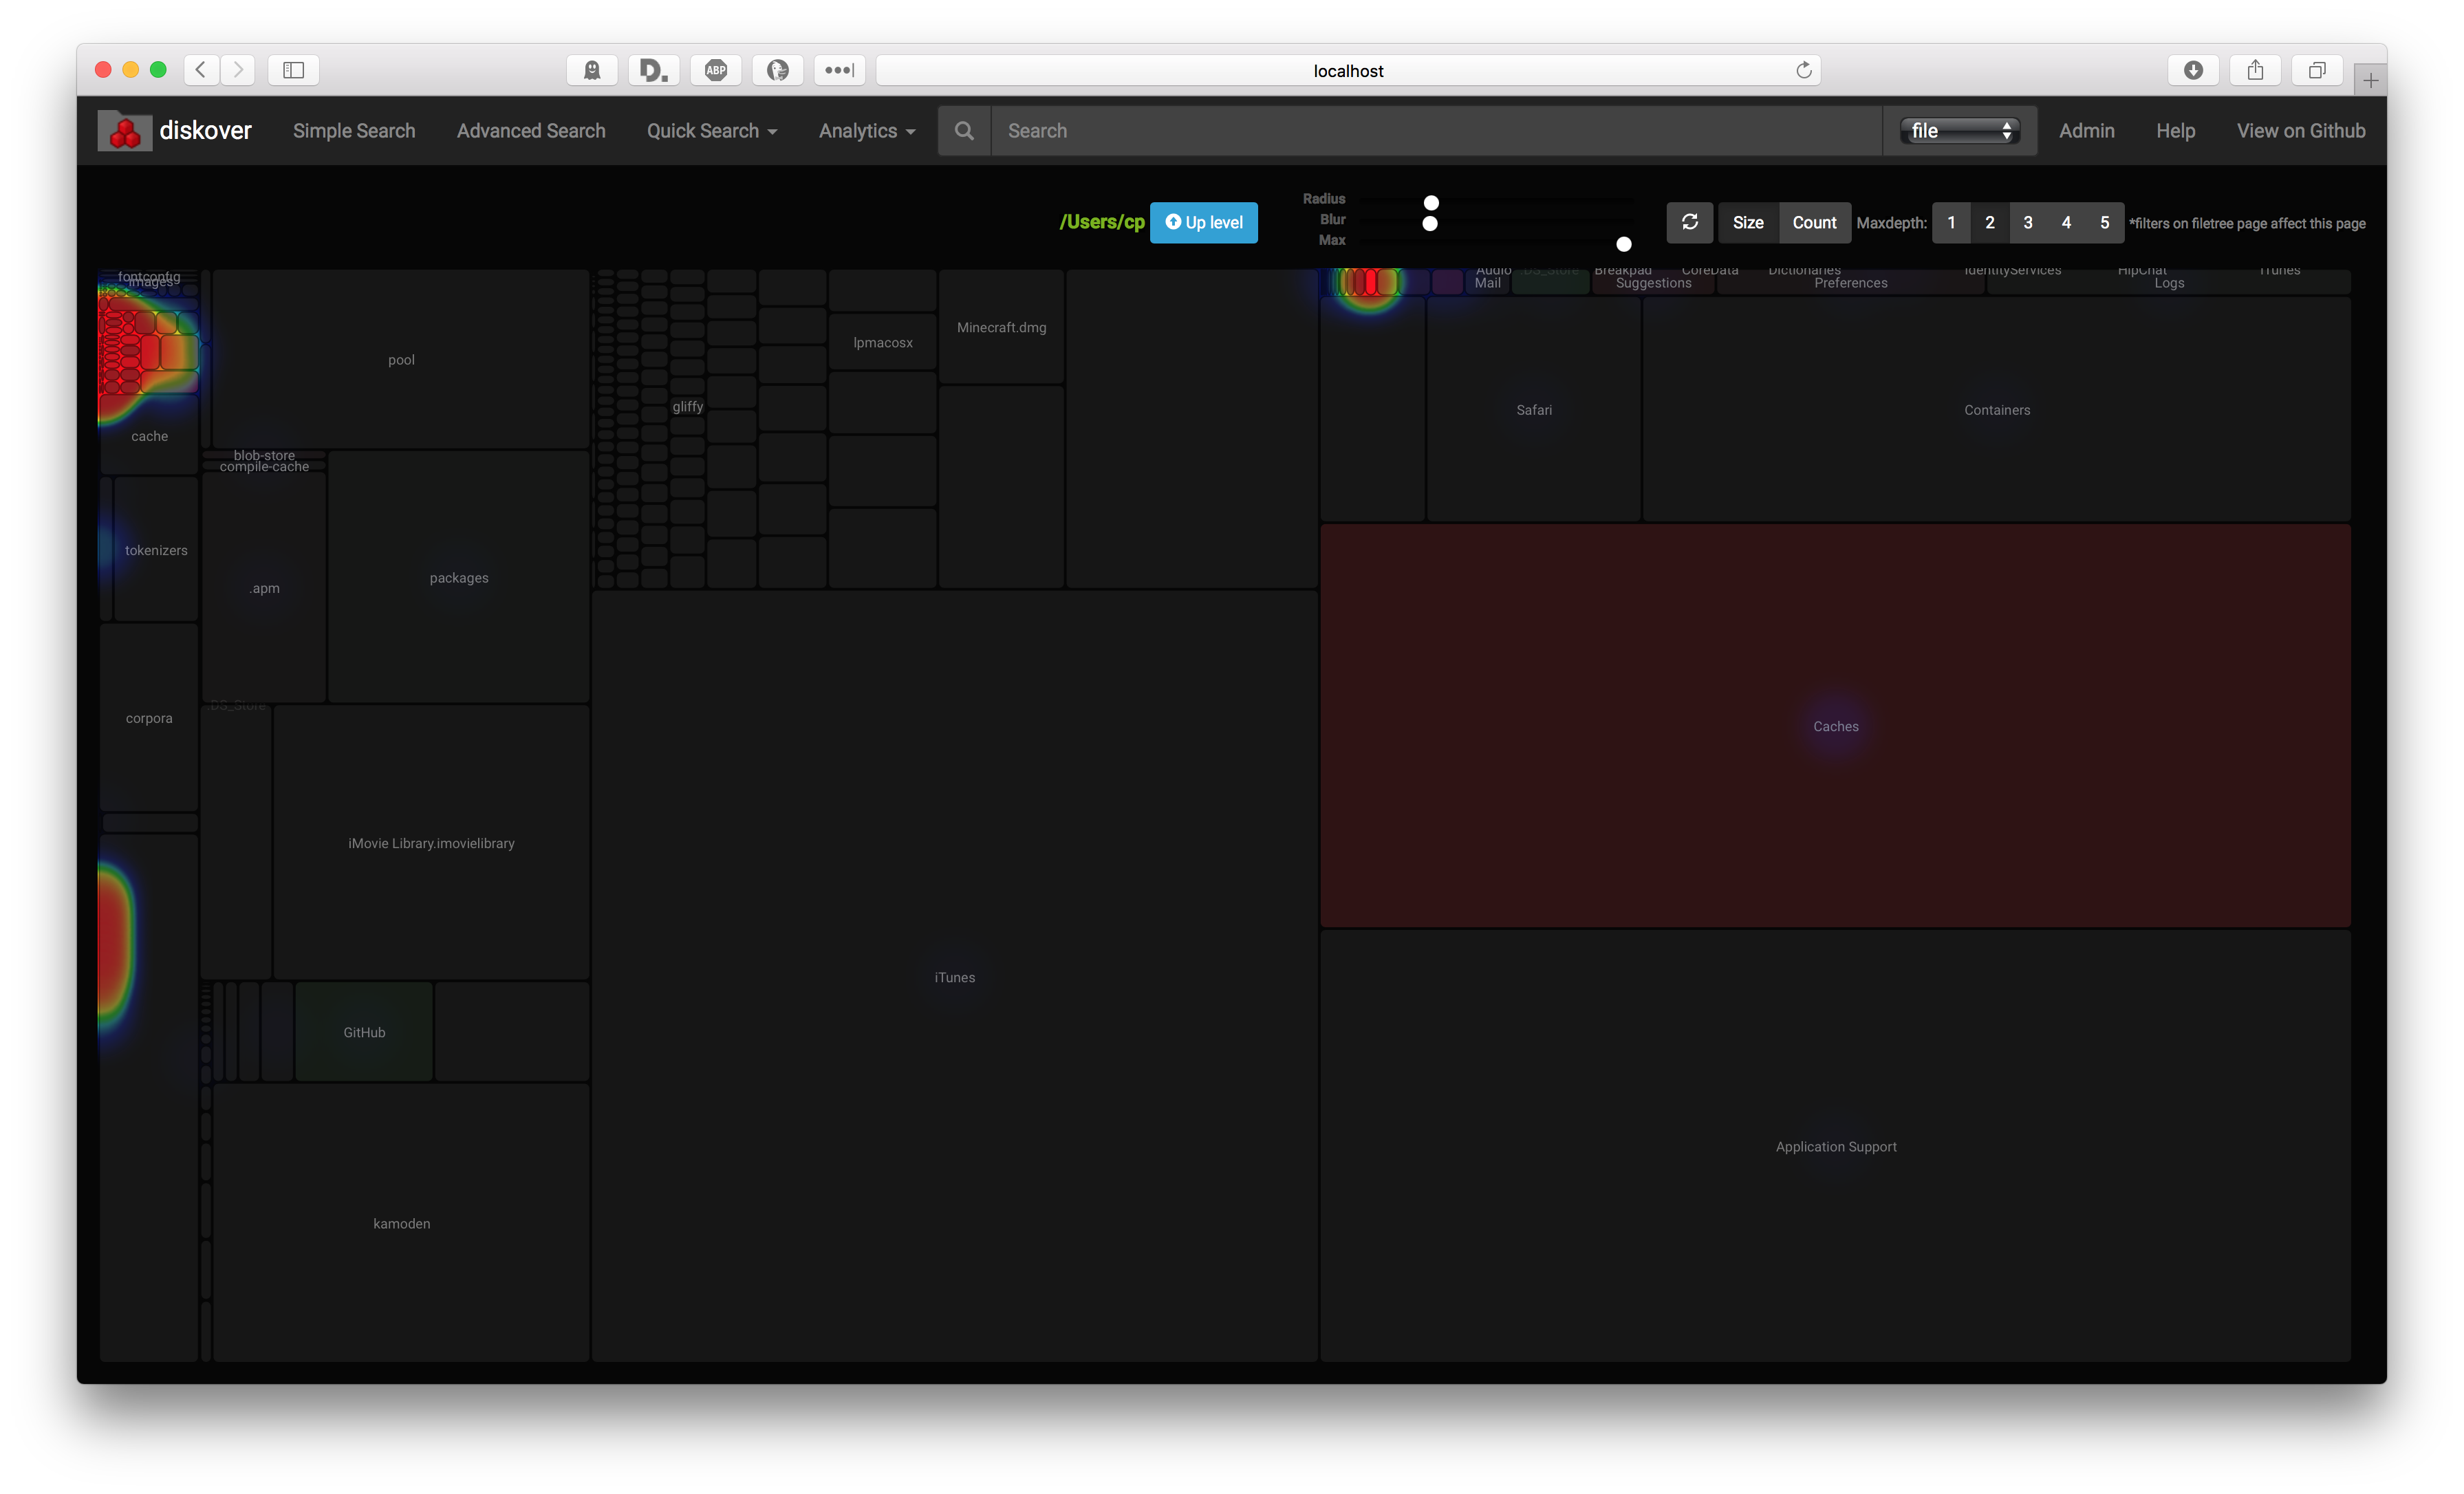 localhost
ABP
D.
diskover
Simple Search
Advanced Search
Quick Search
Analytics
Search
file
Admin
Help
View on Github
/Users/cp
Up level
Radius
Blur
Max
Size
Count
Maxdepth:
1
2
3
4
5
*filters on filetree page affect this page
fontconfig
images
cache
tokenizers
corpora
pool
blob-store
compile-cache
.apm
packages
.DS_Store
iMovie Library.imovielibrary
GitHub
kamoden
gliffy
lpmacosx
Minecraft.dmg
iTunes
Audio
.DS_Store
Breakpad
CoreData
Dictionaries
IdentityServices
HipChat
iTunes
Mail
Suggestions
Preferences
Logs
Safari
Containers
Caches
Application Support